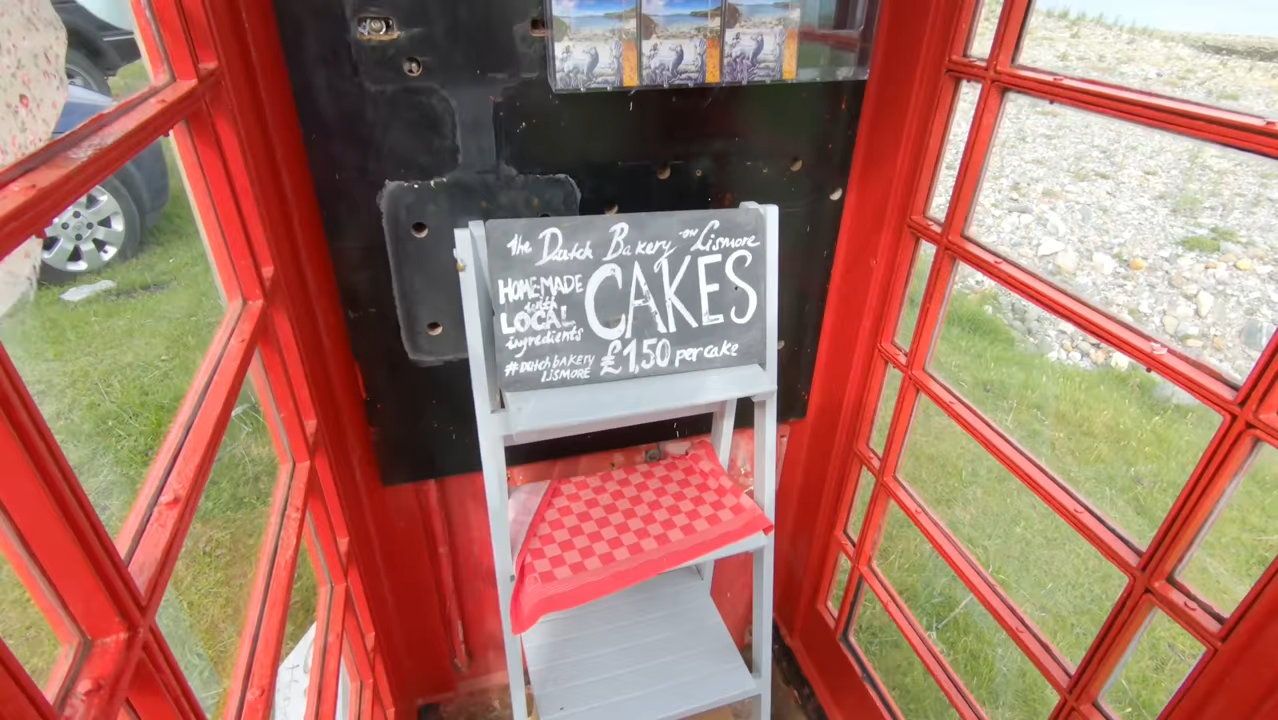 the Dutch Bakery on Lismore
HOMEMADE
with
LOCAL
ingredients
CAKES
#Dutch bAKERY
LISMORE
£1,50 per cake